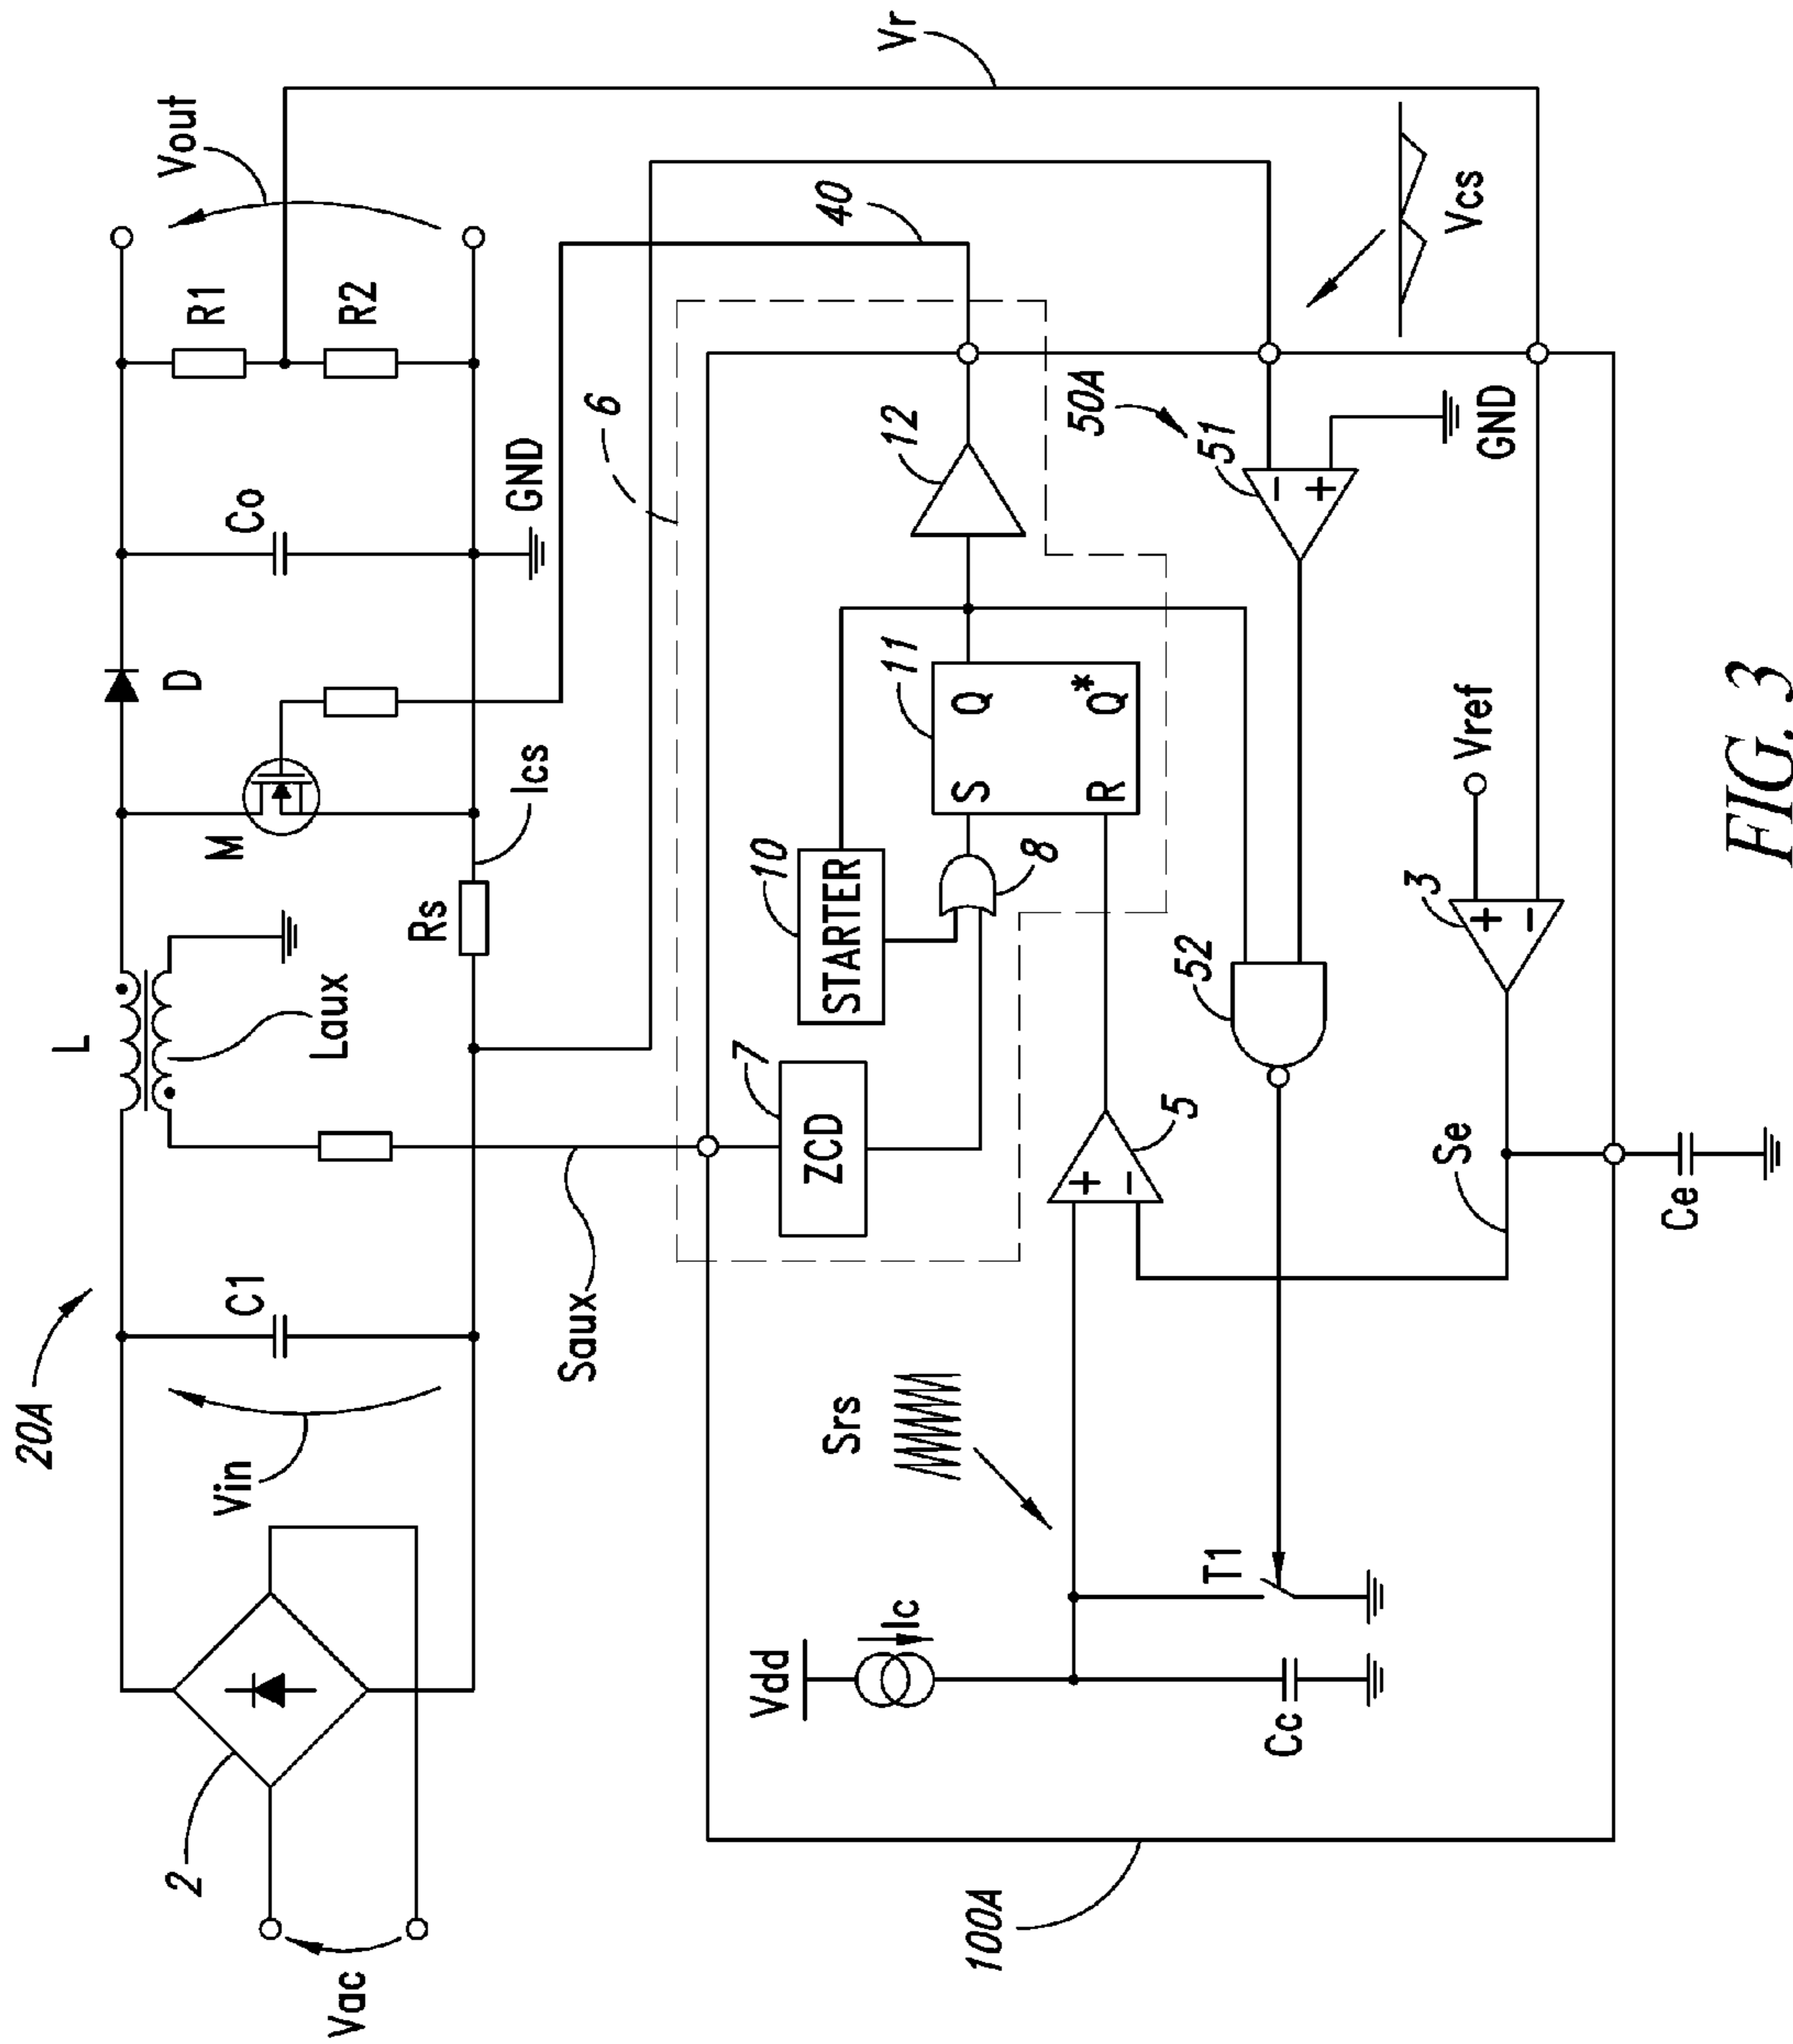 20A
Vac
2
Vin
C1
L
Laux
Rs
Ics
M
D
Co
GND
R1
R2
Vout
Vr
Saux
6
40
7
ZCD
10
STARTER
8
11
S
Q
R
Q*
12
Vdd
Ic
Srs
Cc
T1
5
+
−
52
50A
51
−
+
GND
Vcs
3
+
−
Vref
Se
Ce
100A
FIG. 3